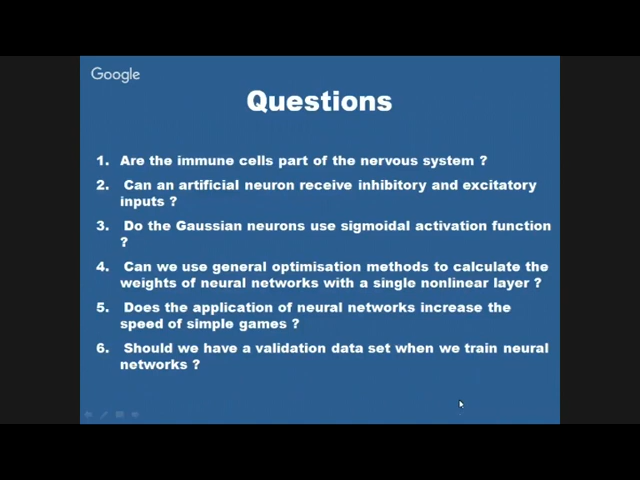 Google
Questions
1. Are the immune cells part of the nervous system ?
2. Can an artificial neuron receive inhibitory and excitatory
inputs ?
3. Do the Gaussian neurons use sigmoidal activation function
?
4. Can we use general optimisation methods to calculate the
weights of neural networks with a single nonlinear layer ?
5. Does the application of neural networks increase the
speed of simple games ?
6. Should we have a validation data set when we train neural
networks ?